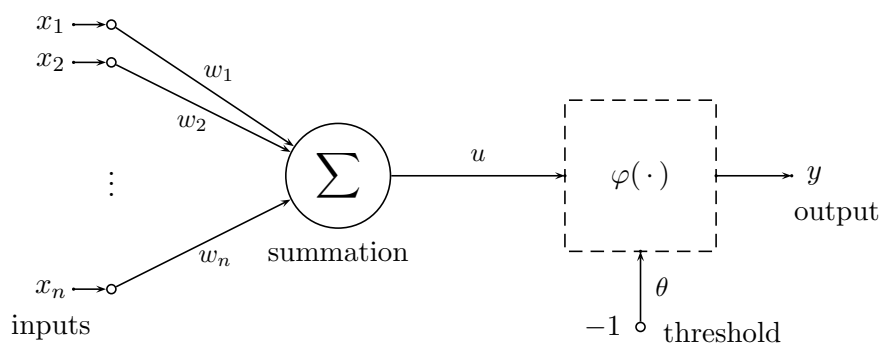 x₁
x₂
⋮
xₙ
inputs
w₁
w₂
wₙ
∑
summation
u
φ(·)
θ
−1
threshold
y
output